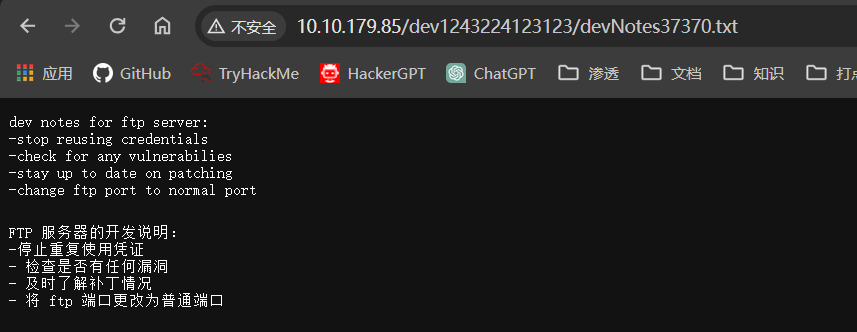 不安全
10.10.179.85/dev1243224123123/devNotes37370.txt
应用 GitHub TryHackMe HackerGPT ChatGPT 渗透 文档 知识
dev notes for ftp server:
-stop reusing credentials
-check for any vulnerabilies
-stay up to date on patching
-change ftp port to normal port
FTP 服务器的开发说明:
-停止重复使用凭证
- 检查是否有任何漏洞
- 及时了解补丁情况
- 将 ftp 端口更改为普通端口